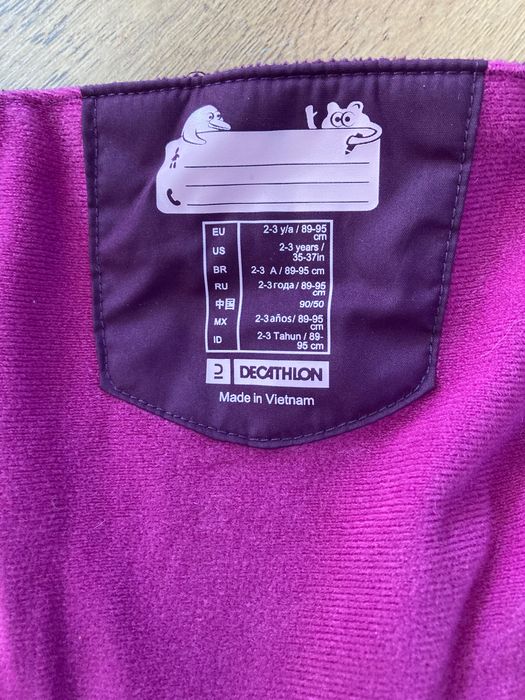 EU 2-3 y/a / 89-95
cm
US 2-3 years /
35-37in
BR 2-3 A / 89-95 cm
RU 2-3 года / 89-95
cm
中国 90/50
MX 2-3 años/ 89-95
cm
ID 2-3 Tahun / 89-
95 cm
DECATHLON
Made in Vietnam